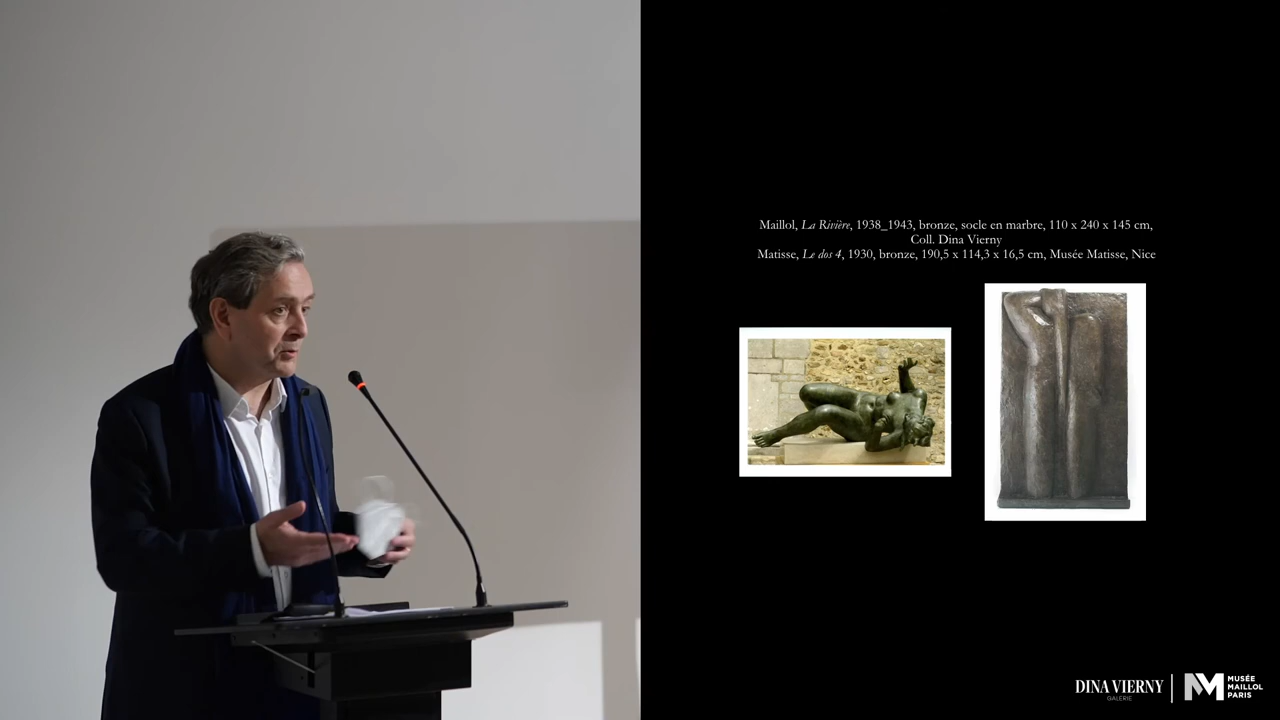 Maillol, La Rivière, 1938_1943, bronze, socle en marbre, 110 x 240 x 145 cm,
Coll. Dina Vierny
Matisse, Le dos 4, 1930, bronze, 190,5 x 114,3 x 16,5 cm, Musée Matisse, Nice
DINA VIERNY
GALERIE
MM
MUSÉE
MAILLOL
PARIS